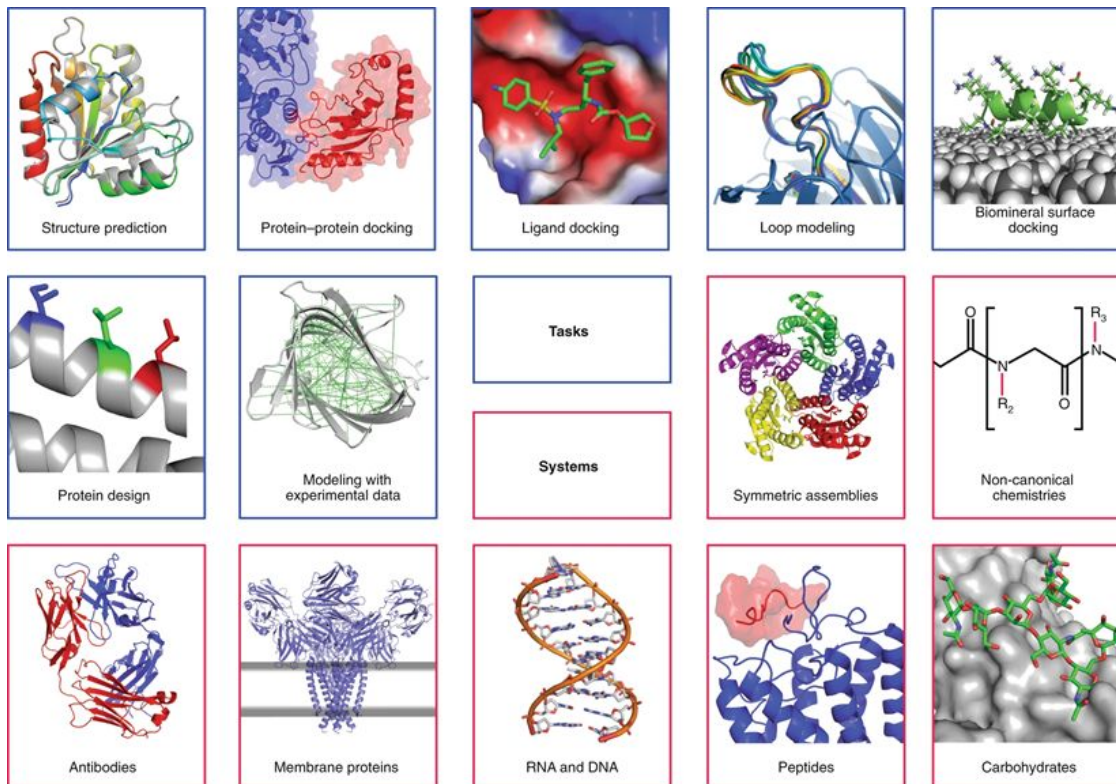 Structure prediction
Protein–protein docking
Ligand docking
Loop modeling
Biomineral surface
docking
Protein design
Modeling with
experimental data
Tasks
Systems
Symmetric assemblies
O
N
R2
O
N
R3
Non-canonical
chemistries
Antibodies
Membrane proteins
RNA and DNA
Peptides
Carbohydrates